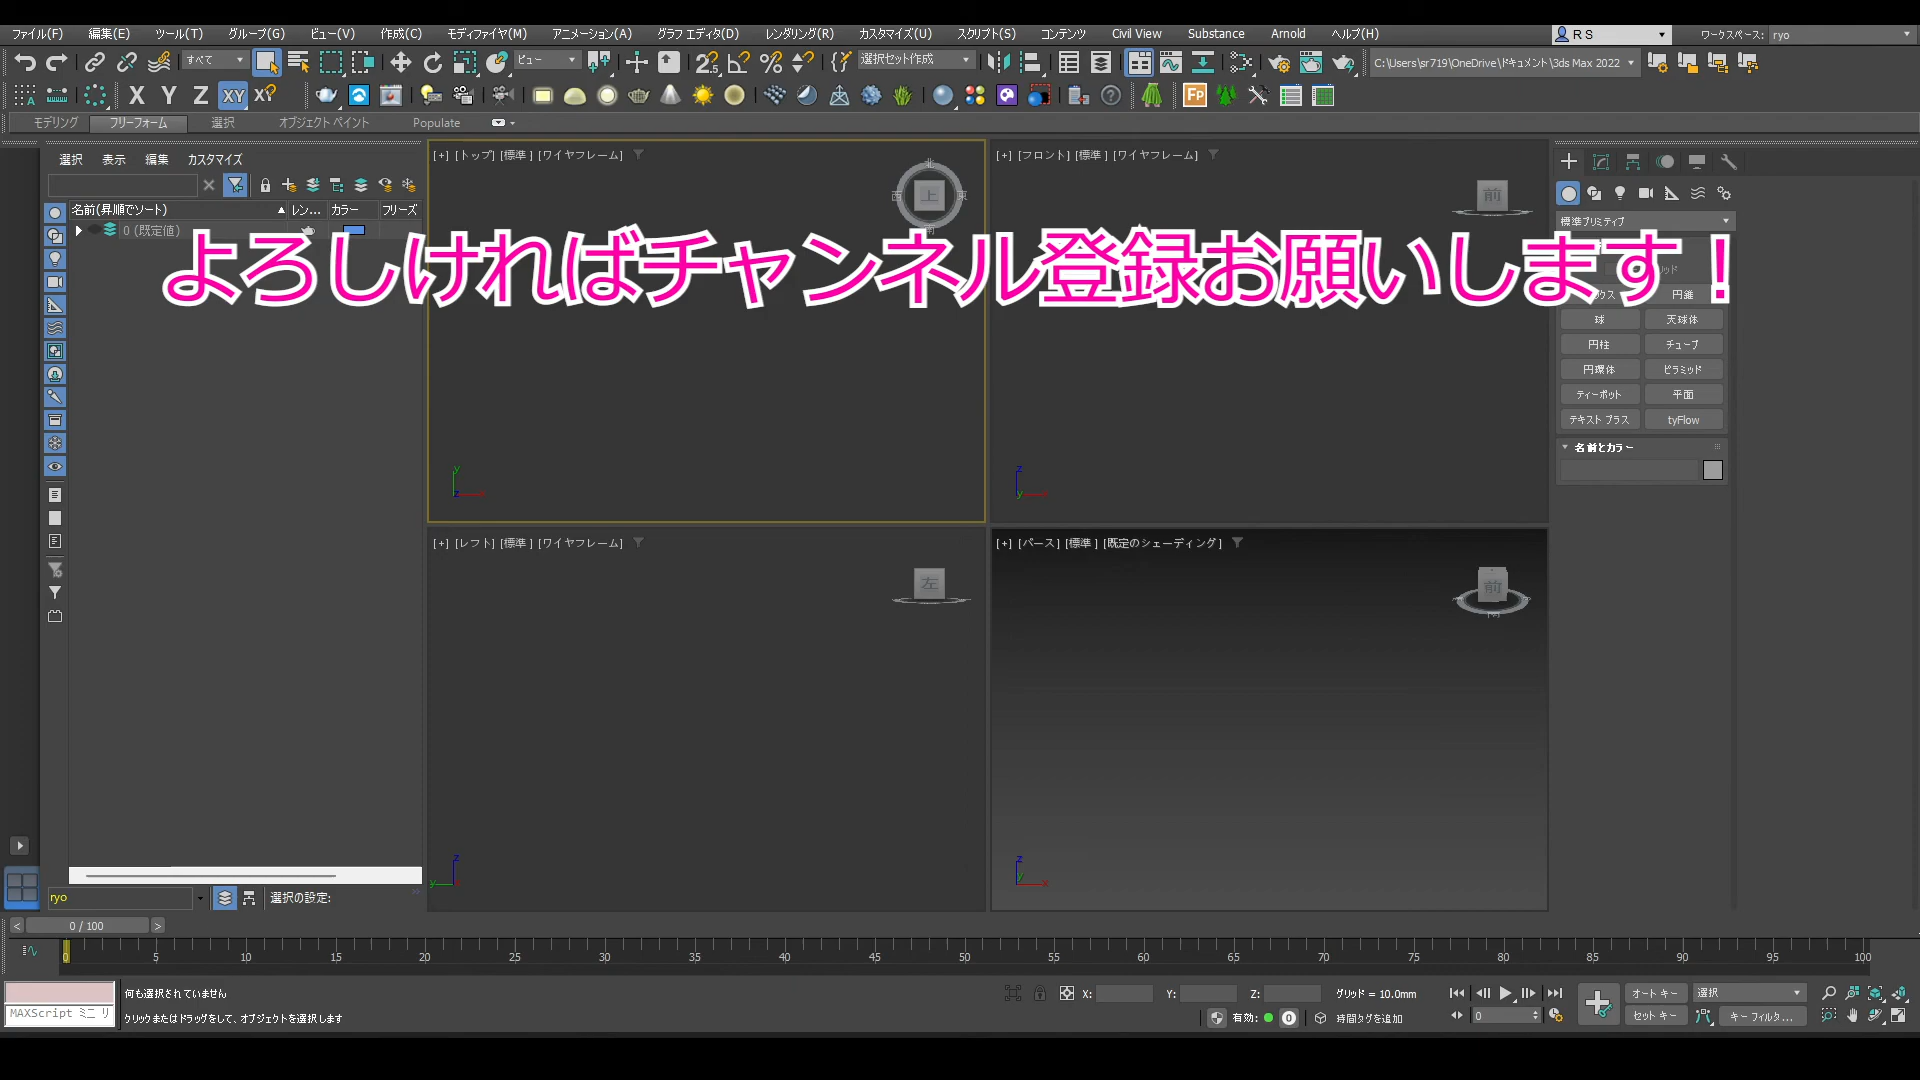 ファイル(F) 編集(E) ツール(T) グループ(G) ビュー(V) 作成(C) モディファイヤ(M) アニメーション(A) グラフ エディタ(D) レンダリング(R) カスタマイズ(U) スクリプト(S) コンテンツ Civil View Substance Arnold ヘルプ(H) R S ワークスペース: ryo
すべて ビュー 選択セット作成 C:\Users\sr719\OneDrive\ドキュメント\3ds Max 2022
X Y Z XY
モデリング フリーフォーム 選択 オブジェクト ペイント Populate
選択 表示 編集 カスタマイズ
名前(昇順でソート) レン... カラー フリーズ
0 (既定値)
[+] [トップ] [標準 ] [ワイヤフレーム]
上
北
西
東
南
[+] [フロント] [標準 ] [ワイヤフレーム]
前
よろしければチャンネル登録お願いします！
標準プリミティブ
円錐
球 天球体
円柱 チューブ
円環体 ピラミッド
ティーポット 平面
テキスト プラス tyFlow
名前とカラー
[+] [レフト] [標準 ] [ワイヤフレーム]
左
[+] [パース] [標準 ] [既定のシェーディング]
前
ryo 選択の設定:
< 0 / 100 >
0 5 10 15 20 25 30 35 40 45 50 55 60 65 70 75 80 85 90 95 100
何も選択されていません X: Y: Z: グリッド = 10.0mm オート キー 選択
MAXScript ミニ リ
クリックまたはドラッグをして、オブジェクトを選択します 有効: 0 時間タグを追加 0 セット キー キー フィルタ...